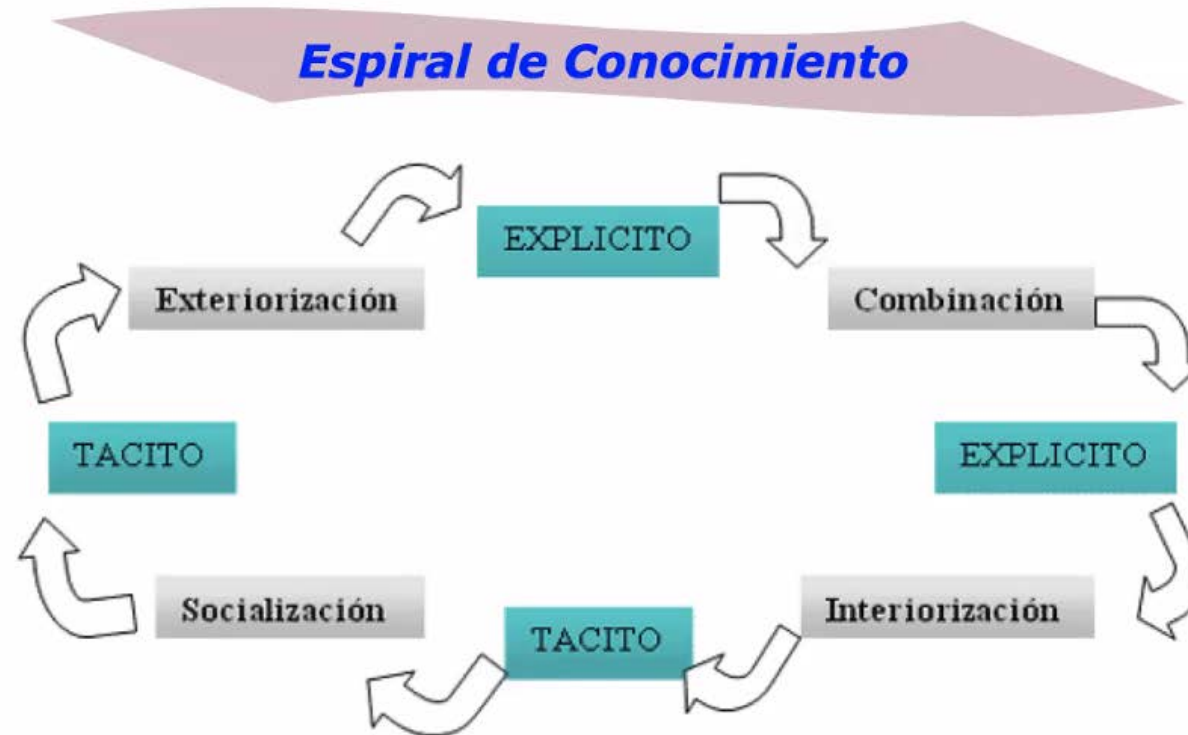 Espiral de Conocimiento
EXPLICITO
Exteriorización
Combinación
TACITO
EXPLICITO
Socialización
Interiorización
TACITO